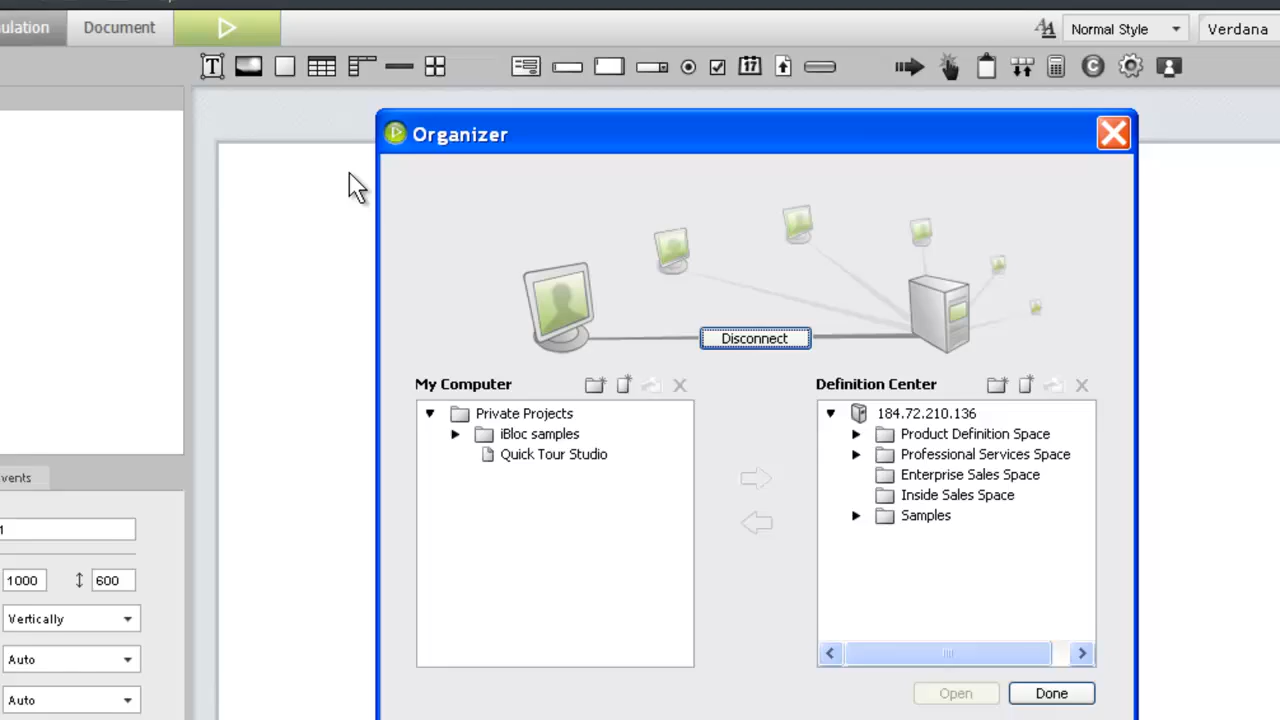 ulation
Document
Normal Style
Verdana
T
17
C
Organizer
Disconnect
My Computer
Definition Center
Private Projects
iBloc samples
Quick Tour Studio
184.72.210.136
Product Definition Space
Professional Services Space
Enterprise Sales Space
Inside Sales Space
Samples
vents
1
1000
600
Vertically
Auto
Auto
Open
Done